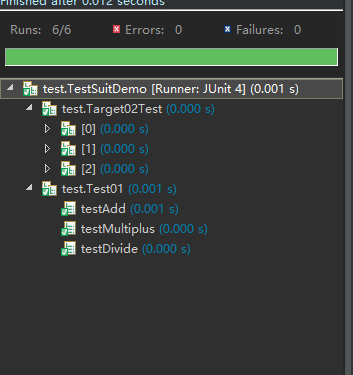 Finished after 0.012 seconds
Runs: 6/6 Errors: 0 Failures: 0
test.TestSuitDemo [Runner: JUnit 4] (0.001 s)
test.Target02Test (0.000 s)
[0] (0.000 s)
[1] (0.000 s)
[2] (0.000 s)
test.Test01 (0.001 s)
testAdd (0.001 s)
testMultiplus (0.000 s)
testDivide (0.000 s)